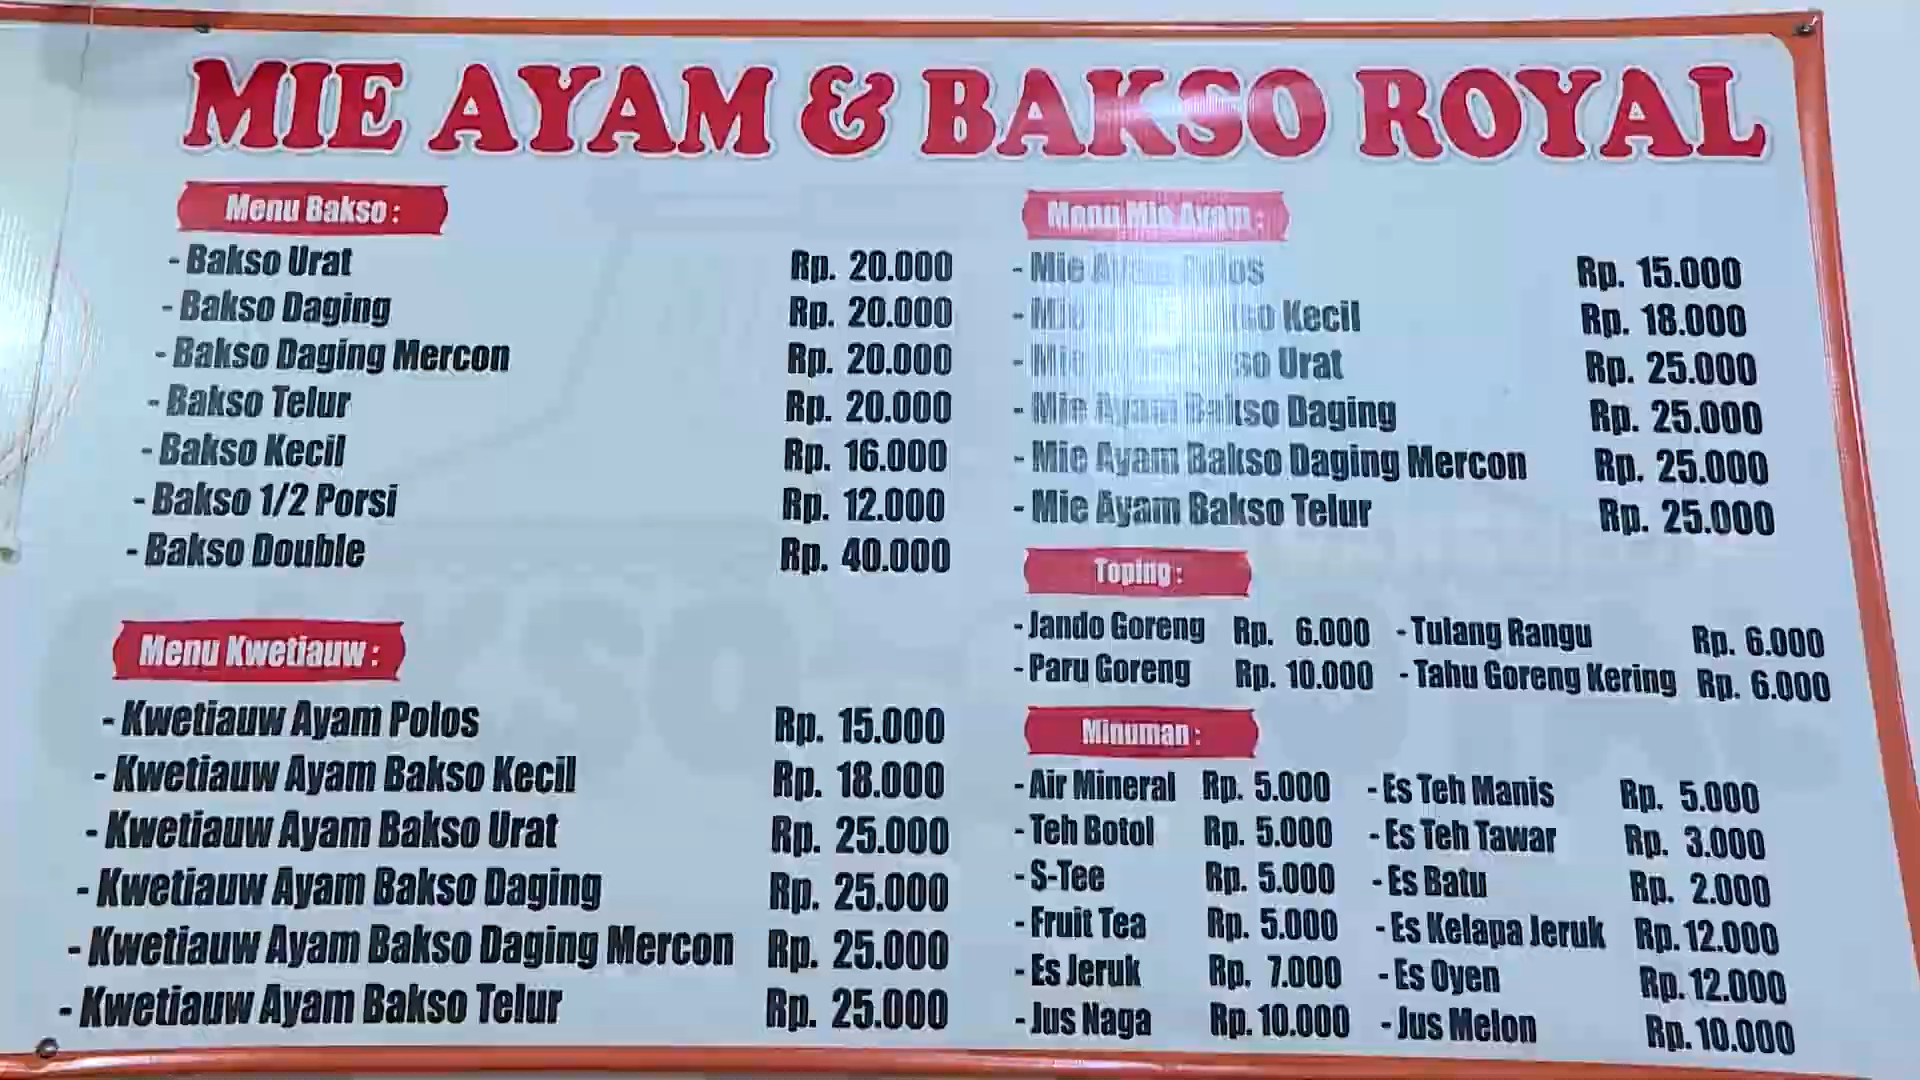 MIE AYAM & BAKSO ROYAL
Menu Bakso :
- Bakso Urat Rp. 20.000
- Bakso Daging Rp. 20.000
- Bakso Daging Mercon Rp. 20.000
- Bakso Telur Rp. 20.000
- Bakso Kecil Rp. 16.000
- Bakso 1/2 Porsi Rp. 12.000
- Bakso Double Rp. 40.000
Menu Kwetiauw :
- Kwetiauw Ayam Polos Rp. 15.000
- Kwetiauw Ayam Bakso Kecil Rp. 18.000
- Kwetiauw Ayam Bakso Urat Rp. 25.000
- Kwetiauw Ayam Bakso Daging Rp. 25.000
- Kwetiauw Ayam Bakso Daging Mercon Rp. 25.000
- Kwetiauw Ayam Bakso Telur Rp. 25.000
Menu Mie Ayam :
- Mie Ayam Polos Rp. 15.000
- Mie Ayam Bakso Kecil Rp. 18.000
- Mie Ayam Bakso Urat Rp. 25.000
- Mie Ayam Bakso Daging Rp. 25.000
- Mie Ayam Bakso Daging Mercon Rp. 25.000
- Mie Ayam Bakso Telur Rp. 25.000
Toping :
- Jando Goreng Rp. 6.000 - Tulang Rangu Rp. 6.000
- Paru Goreng Rp. 10.000 - Tahu Goreng Kering Rp. 6.000
Minuman :
- Air Mineral Rp. 5.000 - Es Teh Manis Rp. 5.000
- Teh Botol Rp. 5.000 - Es Teh Tawar Rp. 3.000
- S-Tee Rp. 5.000 - Es Batu Rp. 2.000
- Fruit Tea Rp. 5.000 - Es Kelapa Jeruk Rp. 12.000
- Es Jeruk Rp. 7.000 - Es Oyen Rp. 12.000
- Jus Naga Rp. 10.000 - Jus Melon Rp. 10.000